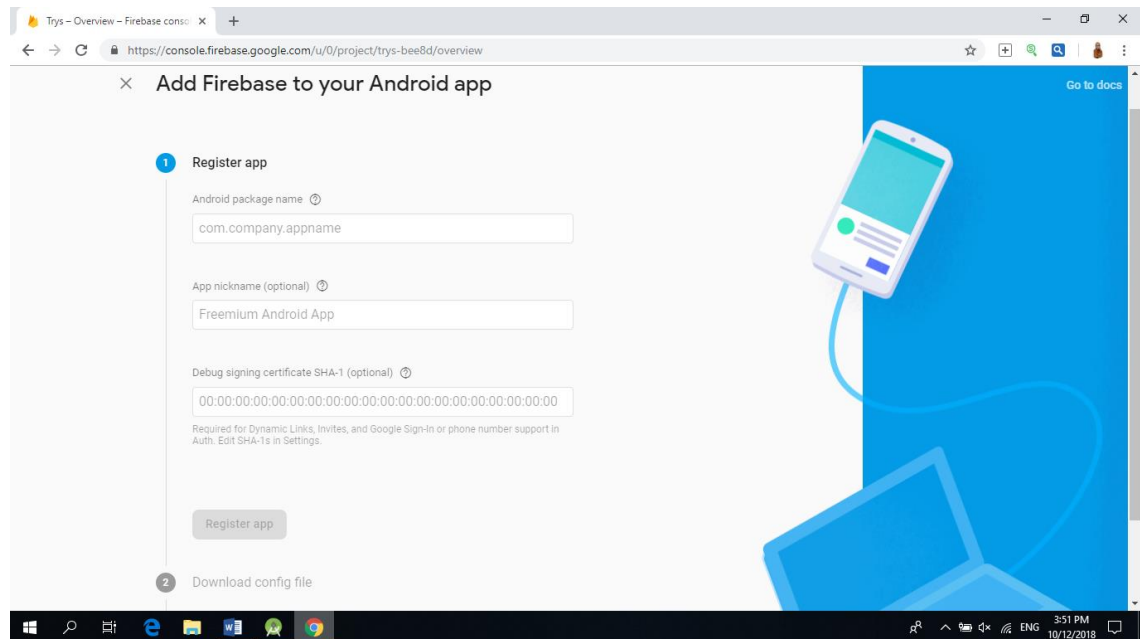 Trys – Overview – Firebase conso
https://console.firebase.google.com/u/0/project/trys-bee8d/overview
Add Firebase to your Android app
Go to docs
1 Register app
Android package name
com.company.appname
App nickname (optional)
Freemium Android App
Debug signing certificate SHA-1 (optional)
00:00:00:00:00:00:00:00:00:00:00:00:00:00:00:00:00:00:00:00
Required for Dynamic Links, Invites, and Google Sign-In or phone number support in
Auth. Edit SHA-1s in Settings.
Register app
2 Download config file
ENG
3:51 PM
10/12/2018